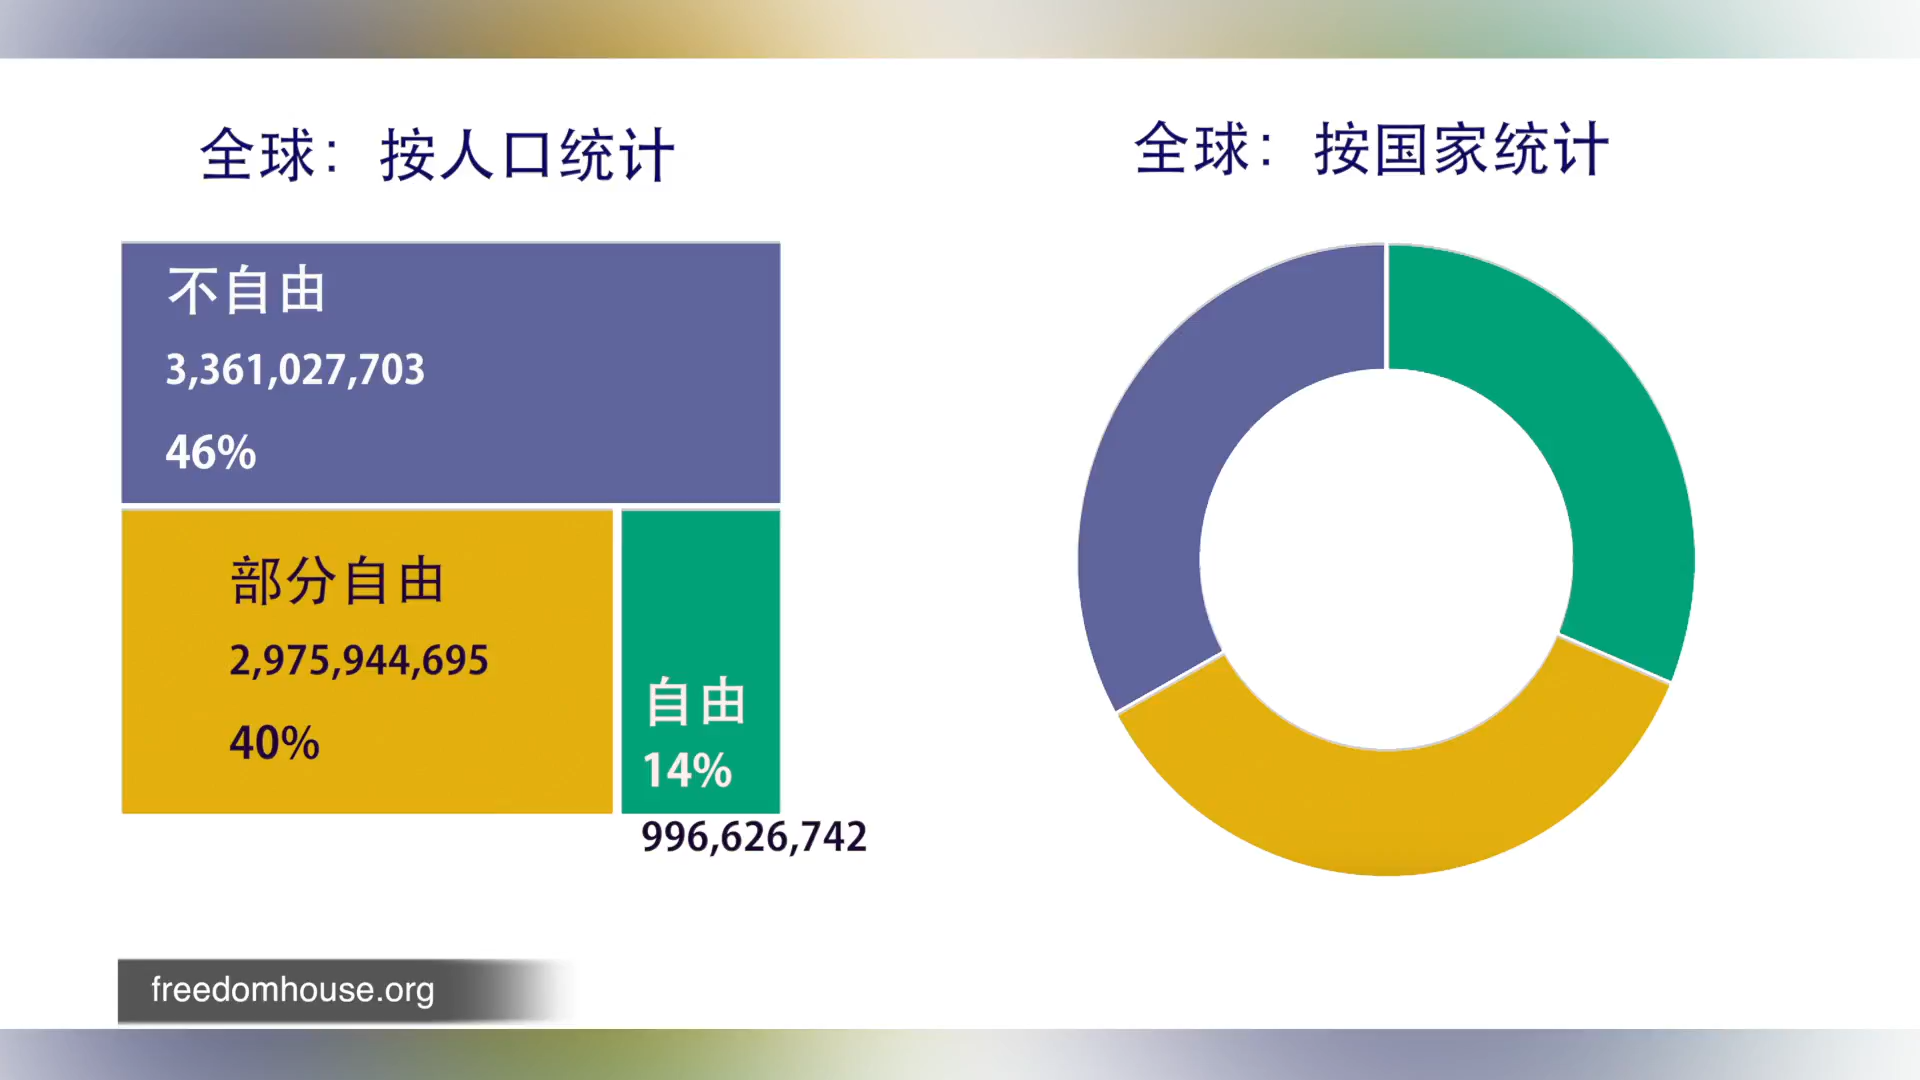 全球：按人口统计
不自由
3,361,027,703
46%
部分自由
2,975,944,695
40%
自由
14%
996,626,742
全球：按国家统计
freedomhouse.org